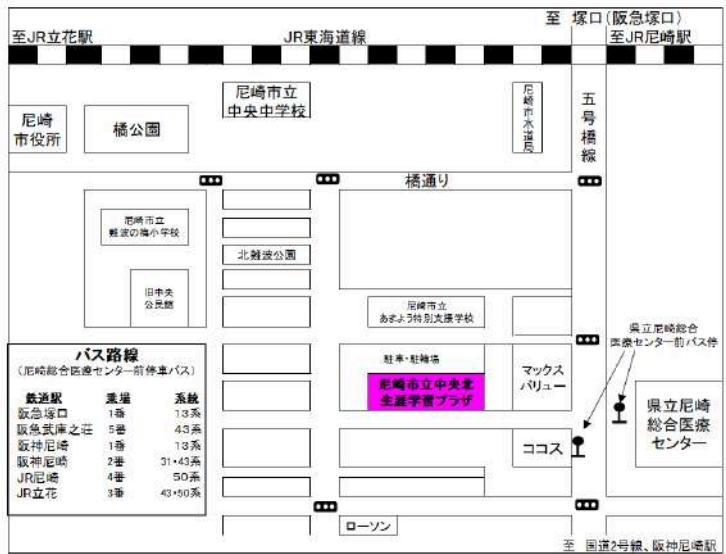 至 塚口(阪急塚口)
至JR立花駅
JR東海道線
至JR尼崎駅
尼崎市立
中央中学校
尼崎
市役所
橘公園
尼崎市水道局
五号橋線
橘通り
尼崎市立
難波の梅小学校
北難波公園
旧中央
公民館
尼崎市立
あまよう特別支援学校
県立尼崎総合
医療センター前バス停
駐車・駐輪場
マックス
バリュー
尼崎市立中央北
生涯学習プラザ
県立尼崎
総合医療
センター
ココス
バス路線
(尼崎総合医療センター前停車バス)
鉄道駅 乗場 系統
阪急塚口 1番 13系
阪急武庫之荘 5番 43系
阪神尼崎 1番 13系
阪神尼崎 2番 31・43系
JR尼崎 4番 50系
JR立花 3番 43・50系
ローソン
至 国道2号線、阪神尼崎駅